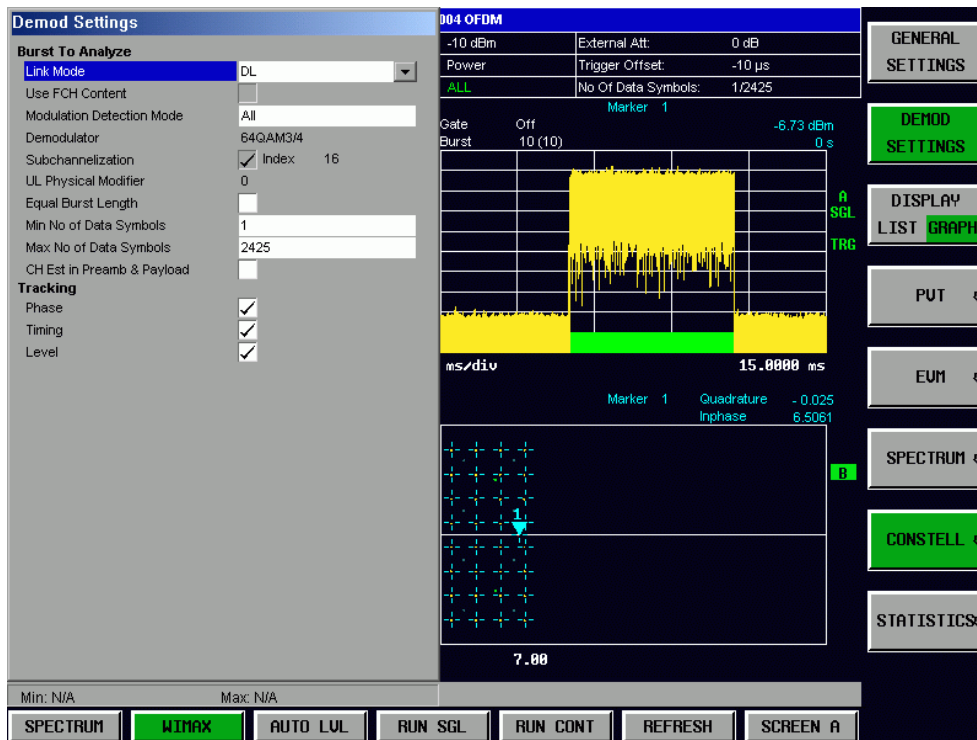 Demod Settings
Burst To Analyze
Link Mode DL
Use FCH Content
Modulation Detection Mode All
Demodulator 64QAM3/4
Subchannelization Index 16
UL Physical Modifier 0
Equal Burst Length
Min No of Data Symbols 1
Max No of Data Symbols 2425
CH Est in Preamb & Payload
Tracking
Phase
Timing
Level
Min: N/A Max: N/A
004 OFDM
-10 dBm External Att: 0 dB
Power Trigger Offset: -10 µs
ALL No Of Data Symbols: 1/2425
Marker 1
Gate Off -6.73 dBm
Burst 10 (10) 0 s
A
SGL
TRG
ms/div 15.0000 ms
Marker 1 Quadrature - 0.025
Inphase 6.5061
1
B
7.00
GENERAL
SETTINGS
DEMOD
SETTINGS
DISPLAY
LIST GRAPH
PVT
EVM
SPECTRUM
CONSTELL
STATISTICS
SPECTRUM WIMAX AUTO LVL RUN SGL RUN CONT REFRESH SCREEN A